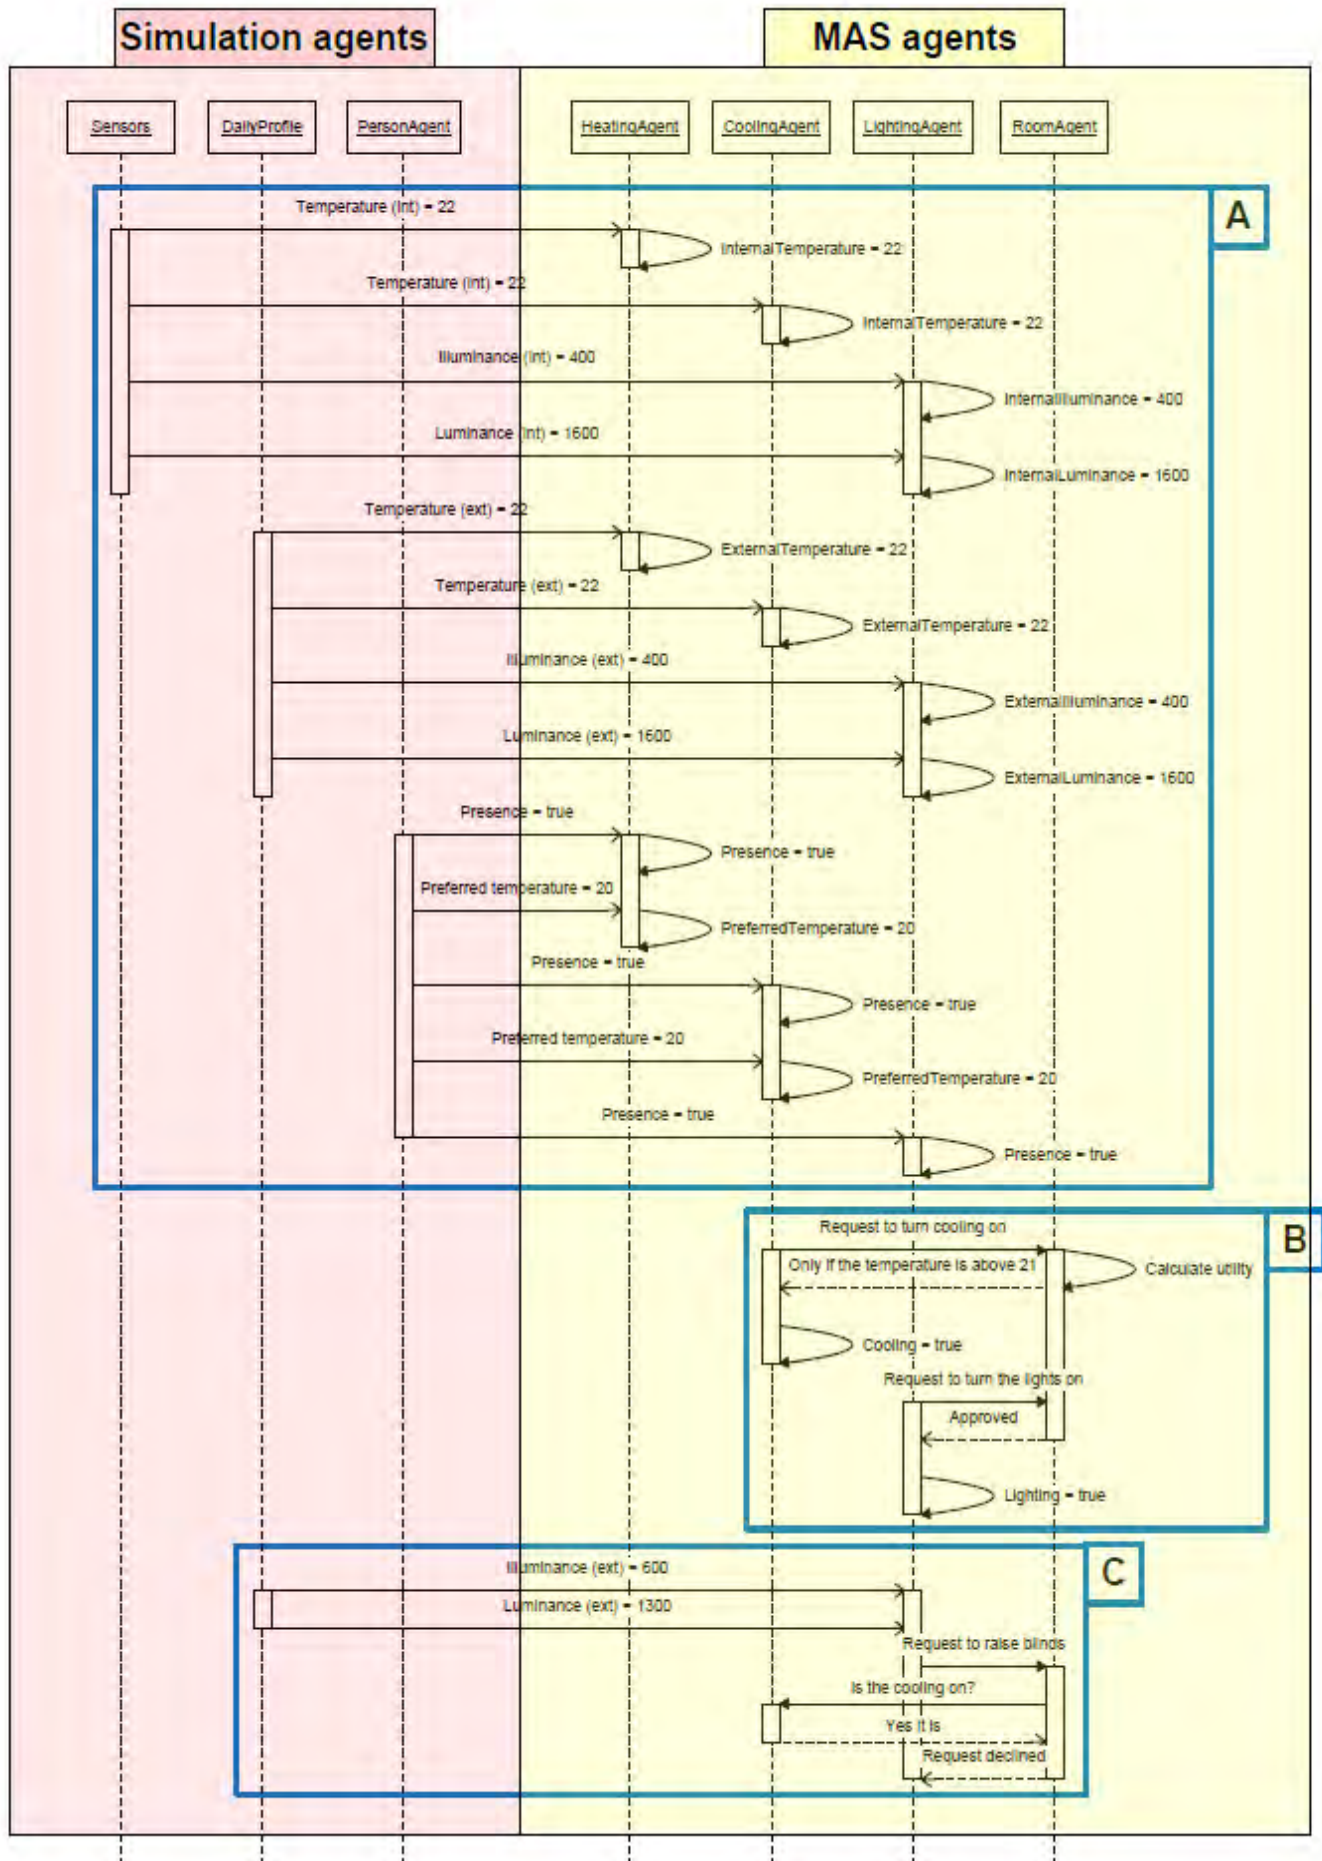 Simulation agents
MAS agents
Sensors
DailyProfile
PersonAgent
HeatingAgent
CoolingAgent
LightingAgent
RoomAgent
A
Temperature (int) = 22
InternalTemperature = 22
Temperature (int) = 22
InternalTemperature = 22
Illuminance (int) = 400
InternalIlluminance = 400
Luminance (int) = 1600
InternalLuminance = 1600
Temperature (ext) = 22
ExternalTemperature = 22
Temperature (ext) = 22
ExternalTemperature = 22
Illuminance (ext) = 400
ExternalIlluminance = 400
Luminance (ext) = 1600
ExternalLuminance = 1600
Presence = true
Presence = true
Preferred temperature = 20
PreferredTemperature = 20
Presence = true
Presence = true
Preferred temperature = 20
PreferredTemperature = 20
Presence = true
Presence = true
B
Request to turn cooling on
Only if the temperature is above 21
Calculate utility
Cooling = true
Request to turn the lights on
Approved
Lighting = true
C
Illuminance (ext) = 600
Luminance (ext) = 1300
Request to raise blinds
Is the cooling on?
Yes it is
Request declined